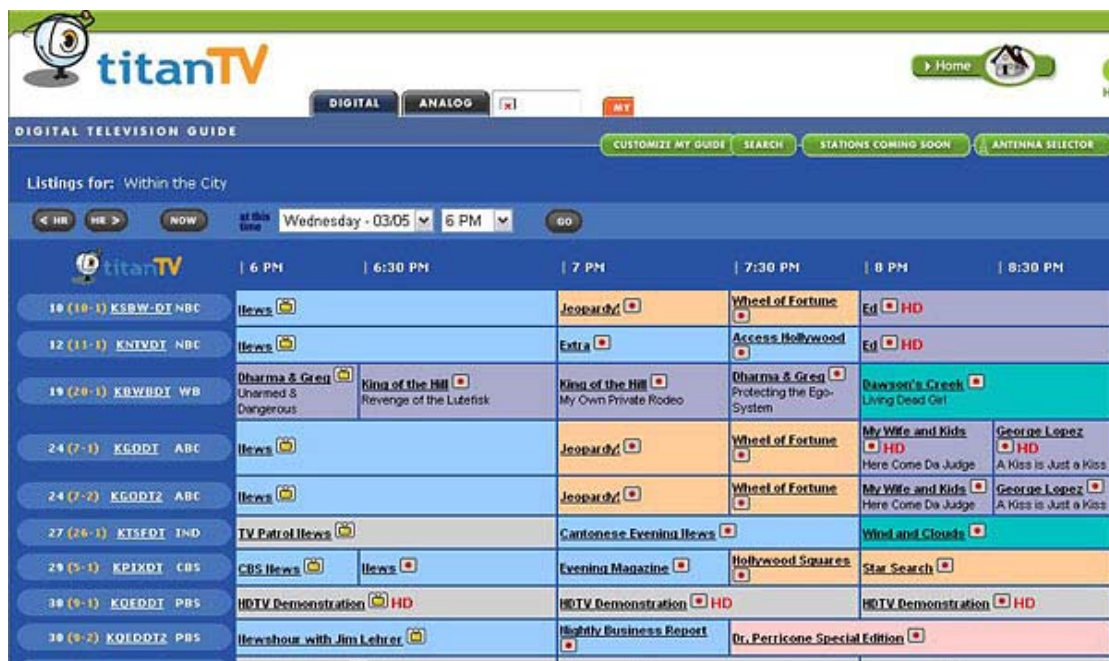 titanTV
Home
DIGITAL ANALOG MY
DIGITAL TELEVISION GUIDE
CUSTOMIZE MY GUIDE SEARCH STATIONS COMING SOON ANTENNA SELECTOR
Listings for: Within the City
< HR HR > NOW at this time Wednesday - 03/05 6 PM GO
titanTV | 6 PM | 6:30 PM | 7 PM | 7:30 PM | 8 PM | 8:30 PM
10 (10-1) KSBW-DT NBC News Jeopardy! Wheel of Fortune Ed HD
12 (11-1) KNTVDT NBC News Extra Access Hollywood Ed HD
19 (20-1) KBWBDT WB Dharma & Greg King of the Hill King of the Hill Dharma & Greg Dawson's Creek
Unarmed & Dangerous Revenge of the Lutefisk My Own Private Rodeo Protecting the Ego-System Living Dead Girl
24 (7-1) KGODT ABC News Jeopardy! Wheel of Fortune My Wife and Kids HD George Lopez HD
Here Come Da Judge A Kiss is Just a Kiss
24 (7-2) KGODT2 ABC News Jeopardy! Wheel of Fortune My Wife and Kids George Lopez
Here Come Da Judge A Kiss is Just a Kiss
27 (26-1) KTSFDT IND TV Patrol News Cantonese Evening News Wind and Clouds
29 (5-1) KPIXDT CBS CBS News News Evening Magazine Hollywood Squares Star Search
30 (9-1) KQEDDT PBS HDTV Demonstration HD HDTV Demonstration HD HDTV Demonstration HD
30 (9-2) KQEDDT2 PBS Newshour with Jim Lehrer Nightly Business Report Dr. Perricone Special Edition